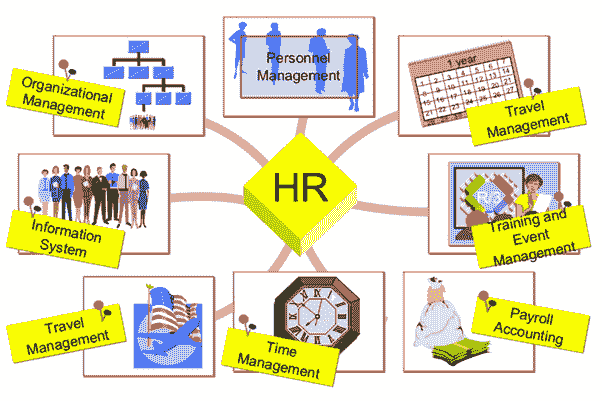 Personnel
Management
Organizational
Management
1 year
Travel
Management
HR
Information
System
Training and
Event
Management
Travel
Management
Time
Management
Payroll
Accounting